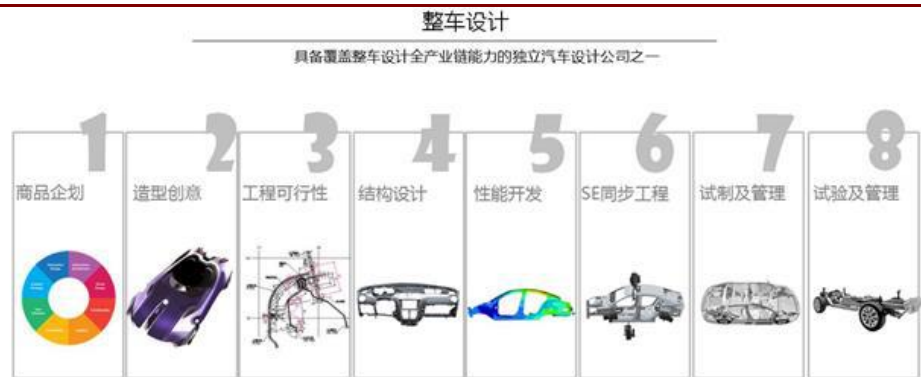 整车设计
具备覆盖整车设计全产业链能力的独立汽车设计公司之一
1
2
3
4
5
6
7
8
商品企划
造型创意
工程可行性
结构设计
性能开发
SE同步工程
试制及管理
试验及管理